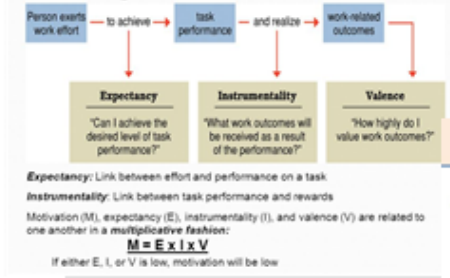 Person exerts
work effort
to achieve
task
performance
and realize
work-related
outcomes
Expectancy
"Can I achieve the
desired level of task
performance?"
Instrumentality
"What work outcomes will
be received as a result
of the performance?"
Valence
"How highly do I
value work outcomes?"
Expectancy: Link between effort and performance on a task
Instrumentality: Link between task performance and rewards
Motivation (M), expectancy (E), instrumentality (I), and valence (V) are related to
one another in a multiplicative fashion:
M = E x I x V
If either E, I, or V is low, motivation will be low